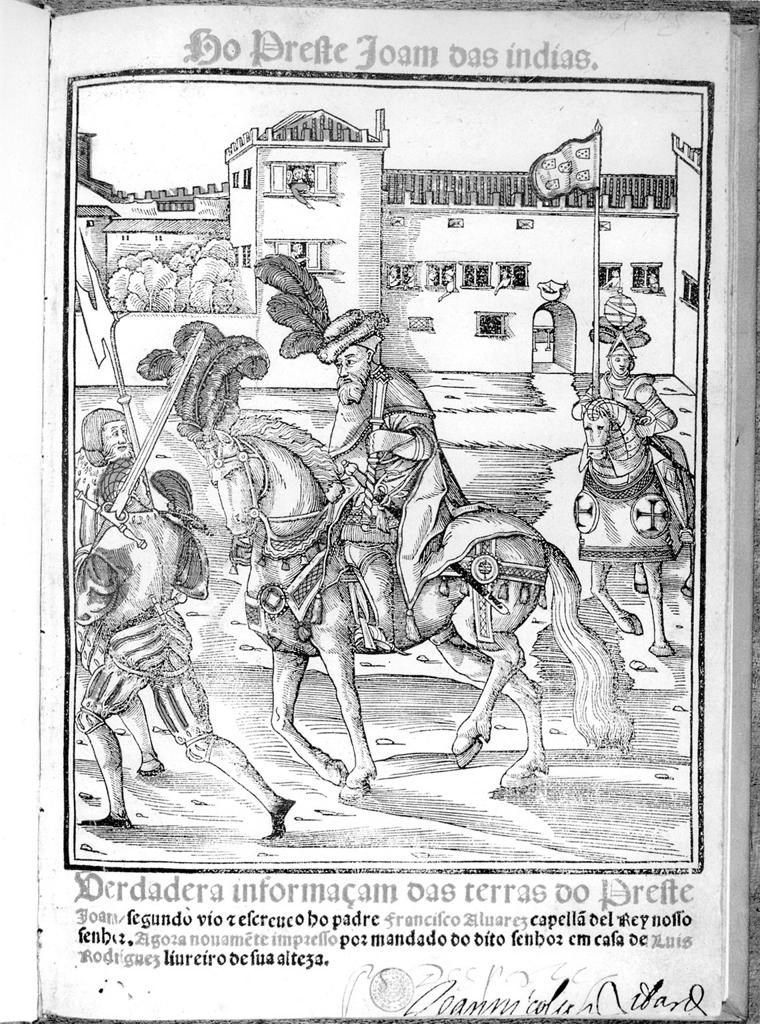 Ho Preste Joam das indias.
Verdadera informaçam das terras do Preste
Joam/ segundo vio ⁊ escreueo ho padre Francisco Aluarez capellã del Rey nosso
senhor. Agora nouamẽte impresso por mandado do dito senhor em casa de Luis
Rodriguez liureiro de sua alteza.